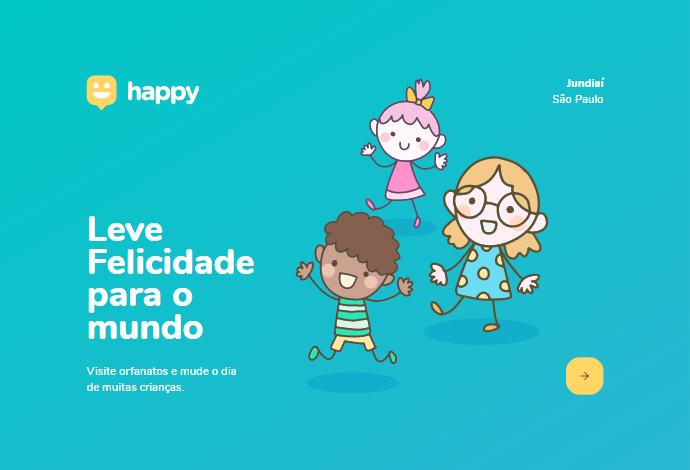 happy
Jundiaí
São Paulo
Leve
Felicidade
para o
mundo
Visite orfanatos e mude o dia
de muitas crianças.